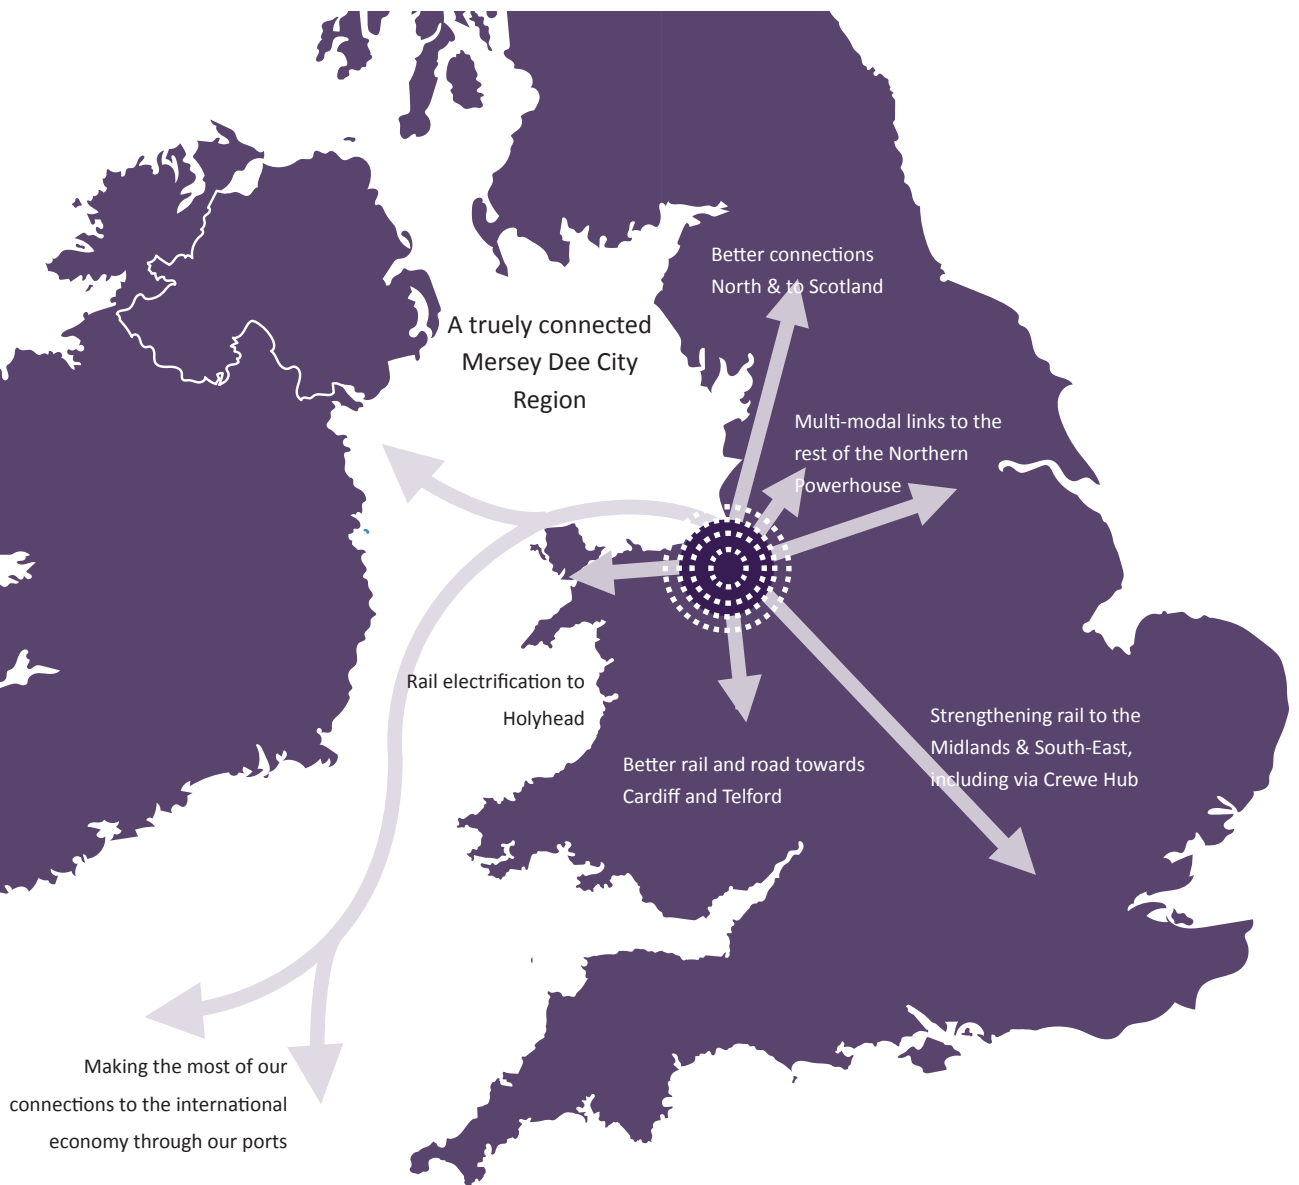 Better connections
North & to Scotland
A truely connected
Mersey Dee City
Region
Multi-modal links to the
rest of the Northern
Powerhouse
Rail electrification to
Holyhead
Strengthening rail to the
Midlands & South-East,
including via Crewe Hub
Better rail and road towards
Cardiff and Telford
Making the most of our
connections to the international
economy through our ports